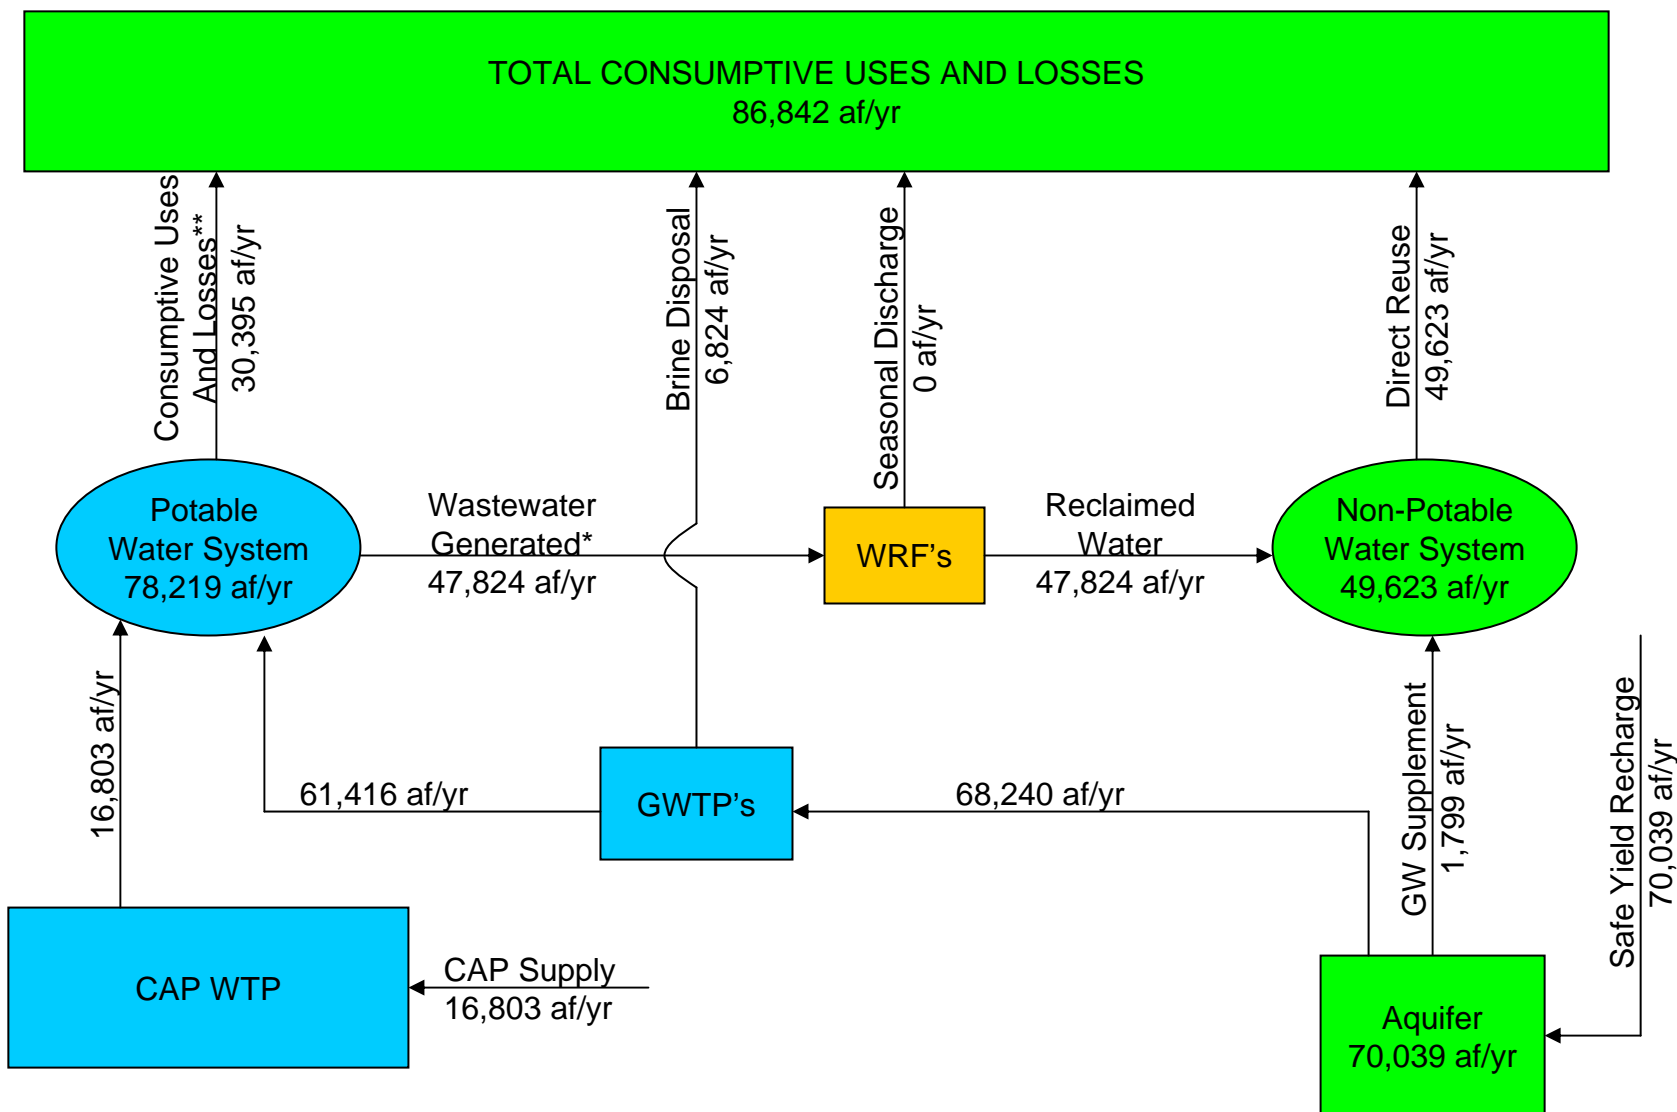 TOTAL CONSUMPTIVE USES AND LOSSES
86,842 af/yr
Consumptive Uses
And Losses**
30,395 af/yr
Brine Disposal
6,824 af/yr
Seasonal Discharge
0 af/yr
Direct Reuse
49,623 af/yr
Potable
Water System
78,219 af/yr
Wastewater
Generated*
47,824 af/yr
WRF's
Reclaimed
Water
47,824 af/yr
Non-Potable
Water System
49,623 af/yr
16,803 af/yr
61,416 af/yr
GWTP's
68,240 af/yr
GW Supplement
1,799 af/yr
Safe Yield Recharge
70,039 af/yr
CAP WTP
CAP Supply
16,803 af/yr
Aquifer
70,039 af/yr